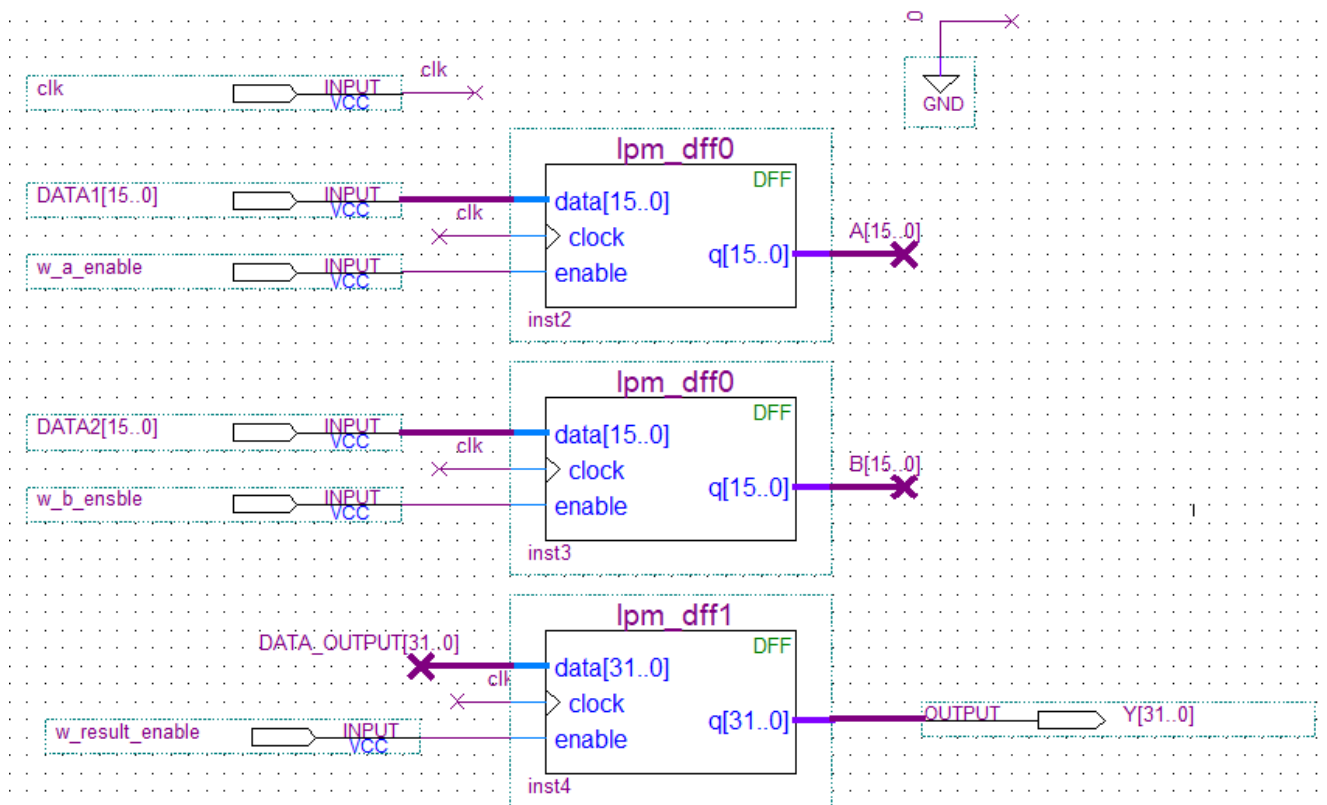 0
clk
INPUT
VCC
clk
GND
lpm_dff0
DFF
DATA1[15..0]
INPUT
VCC
data[15..0]
clk
clock
A[15..0]
q[15..0]
w_a_enable
INPUT
VCC
enable
inst2
lpm_dff0
DFF
DATA2[15..0]
INPUT
VCC
data[15..0]
clk
clock
B[15..0]
q[15..0]
w_b_ensble
INPUT
VCC
enable
inst3
lpm_dff1
DFF
DATA_OUTPUT[31..0]
data[31..0]
clk
clock
q[31..0]
OUTPUT
Y[31..0]
w_result_enable
INPUT
VCC
enable
inst4